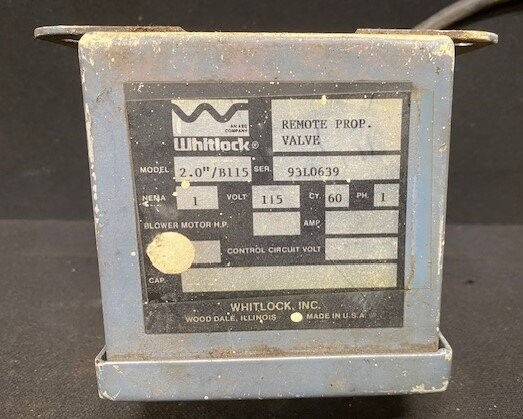 AN AEC
COMPANY
Whitlock®
REMOTE PROP.
VALVE
MODEL 2.0"/B115 SER. 93L0639
NEMA 1 VOLT 115 CY. 60 PH 1
BLOWER MOTOR H.P. AMP.
CONTROL CIRCUIT VOLT
CAP.
WHITLOCK, INC.
WOOD DALE, ILLINOIS MADE IN U.S.A.